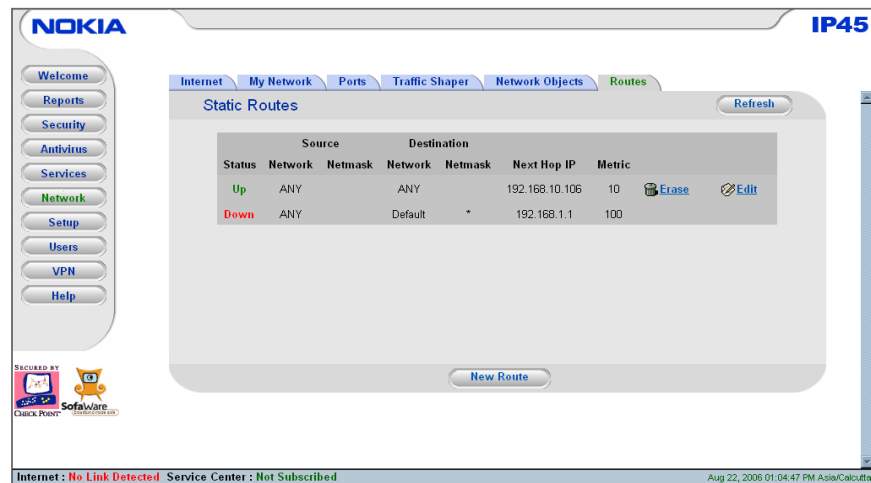 NOKIA
IP45
Welcome
Reports
Security
Antivirus
Services
Network
Setup
Users
VPN
Help
Internet My Network Ports Traffic Shaper Network Objects Routes
Static Routes
Refresh
Source Destination
Status Network Netmask Network Netmask Next Hop IP Metric
Up ANY ANY 192.168.10.106 10 Erase Edit
Down ANY Default * 192.168.1.1 100
New Route
SECURED BY
CHECK POINT
SofaWare
Internet : No Link Detected Service Center : Not Subscribed
Aug 22, 2006 01:04:47 PM Asia/Calcutta